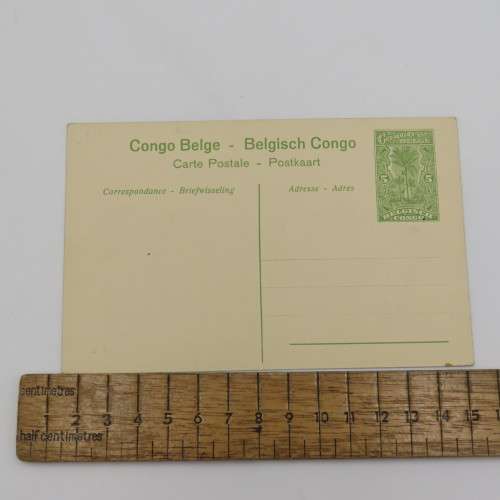 Congo Belge - Belgisch Congo
Carte Postale - Postkaart
Correspondance - Briefwisseling
Adresse - Adres
5 5
BELGISCH
CONGO
centimetres
1 2 3 4 5 6 7 8 9 10 11 12 13 14 15
half centimetres